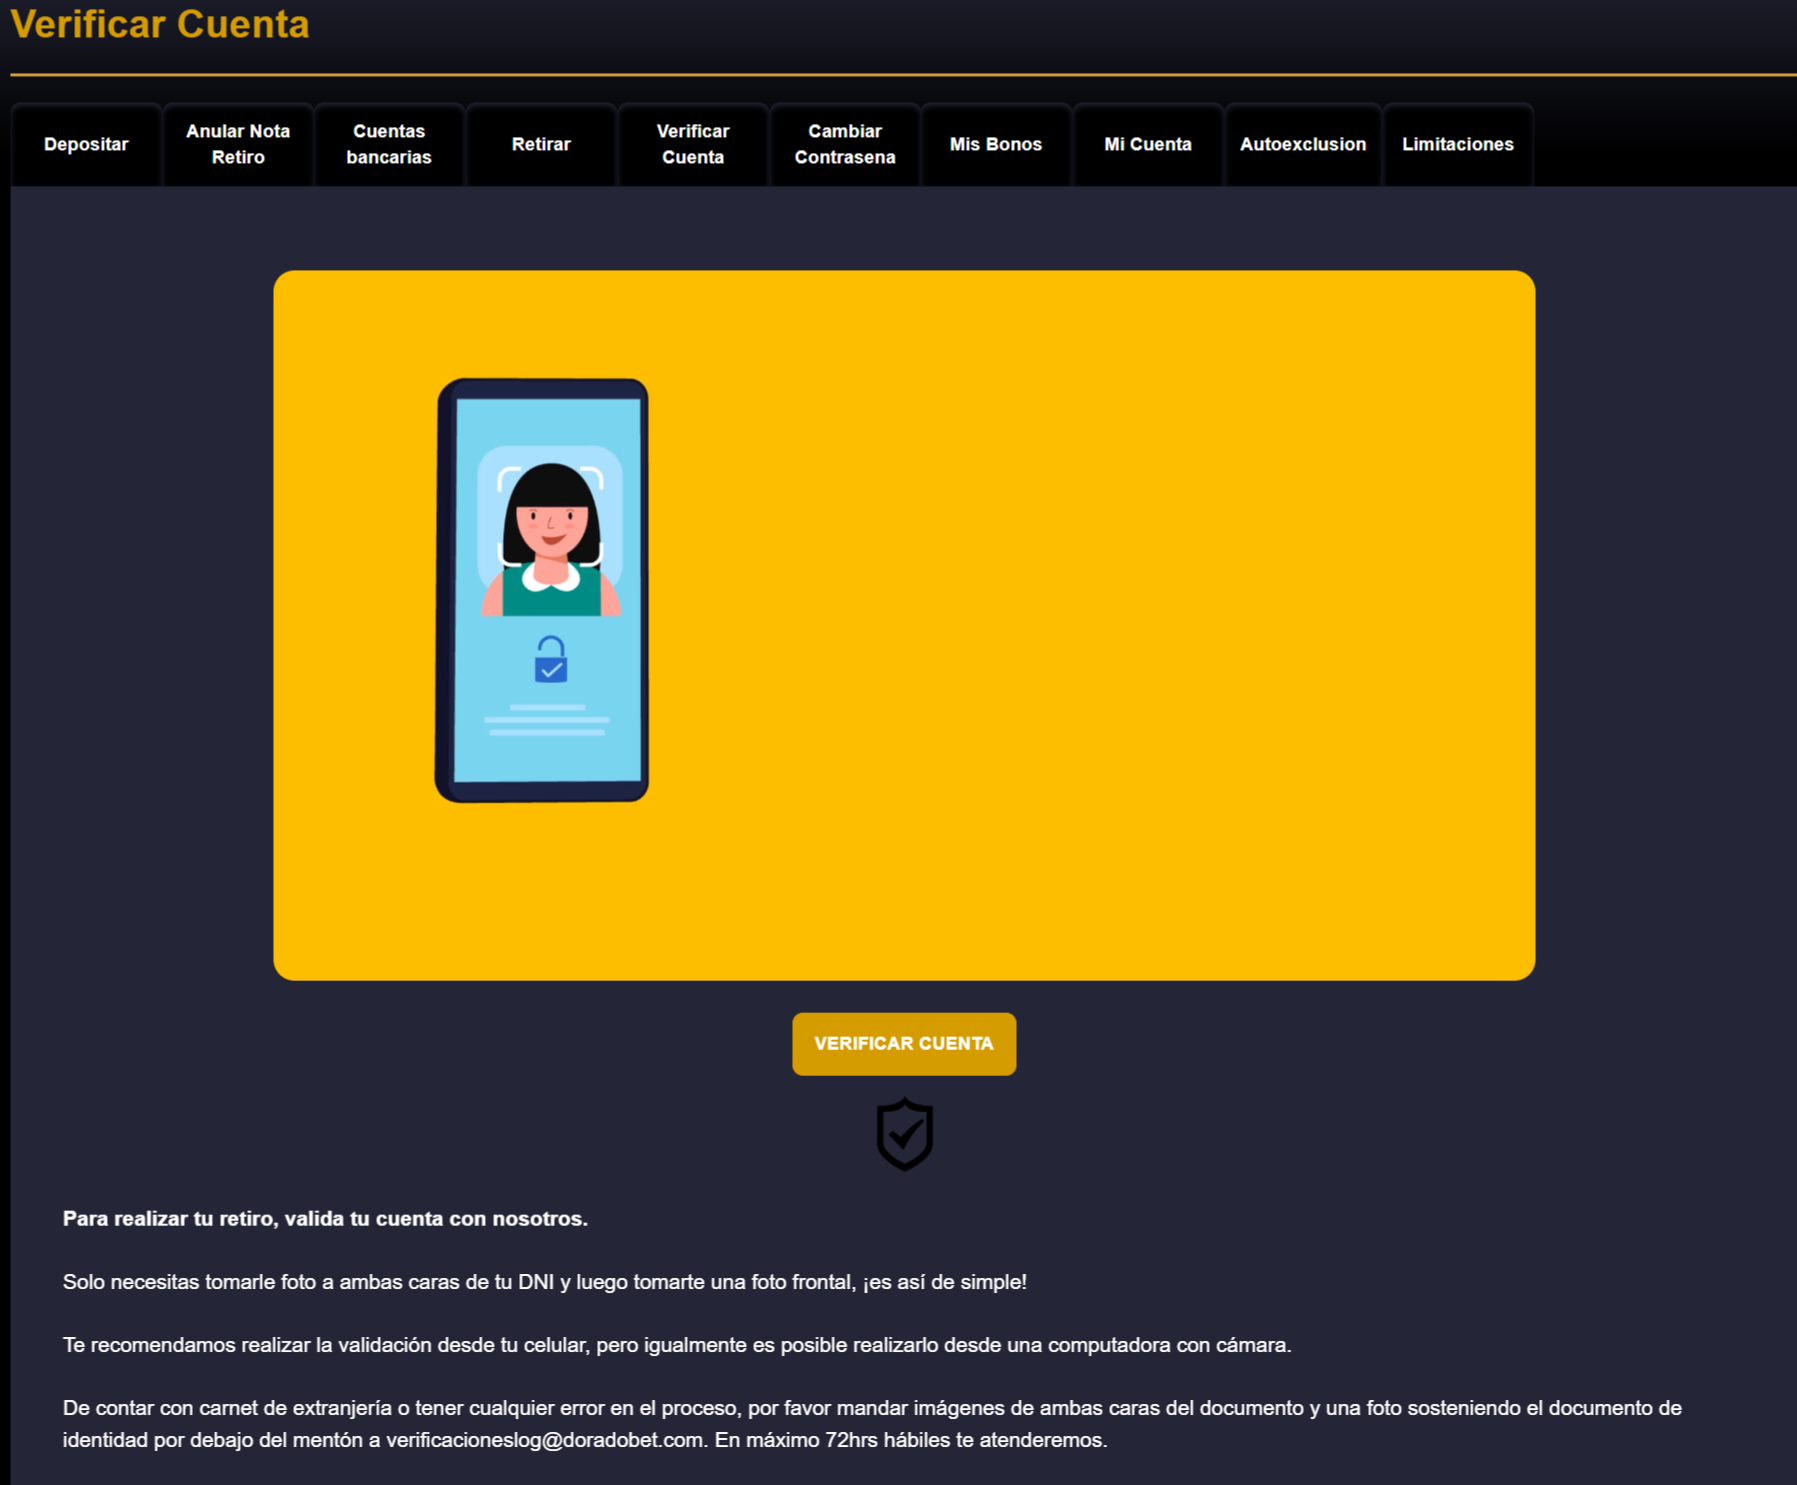 Verificar Cuenta
Depositar
Anular Nota
Retiro
Cuentas
bancarias
Retirar
Verificar
Cuenta
Cambiar
Contrasena
Mis Bonos
Mi Cuenta
Autoexclusion
Limitaciones
VERIFICAR CUENTA
Para realizar tu retiro, valida tu cuenta con nosotros.
Solo necesitas tomarle foto a ambas caras de tu DNI y luego tomarte una foto frontal, ¡es así de simple!
Te recomendamos realizar la validación desde tu celular, pero igualmente es posible realizarlo desde una computadora con cámara.
De contar con carnet de extranjería o tener cualquier error en el proceso, por favor mandar imágenes de ambas caras del documento y una foto sosteniendo el documento de
identidad por debajo del mentón a verificacioneslog@doradobet.com. En máximo 72hrs hábiles te atenderemos.